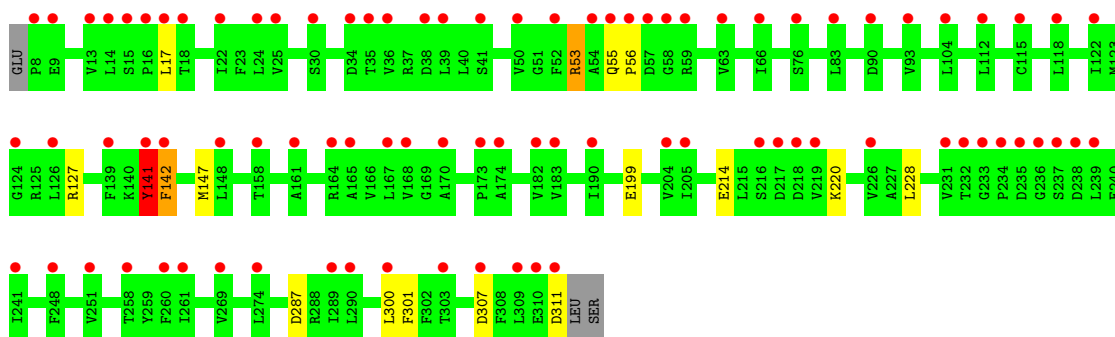 GLU P8 E9 V13 L14 S15 P16 L17 T18 I22 F23 L24 V25 S30 D34 T35 V36 R37 D38 L39 L40 S41 V50 G51 F52 R53 A54 Q55 P56 D57 G58 R59 V63 I66 S76 L83 D90 V93 L104 L112 C115 L118 I122 M123
G124 R125 L126 R127 F139 K140 Y141 F142 M147 L148 T158 A161 R164 A165 V166 L167 V168 G169 A170 P173 A174 V182 V183 I190 E199 V204 I205 E214 L215 S216 D217 D218 V219 K220 V226 A227 L228 V231 T232 G233 P234 D235 G236 S237 D238 L239
I241 F248 V251 T258 Y259 F260 I261 V269 L274 D287 R288 I289 L290 L300 F301 F302 T303 D307 F308 L309 E310 D311 LEU SER